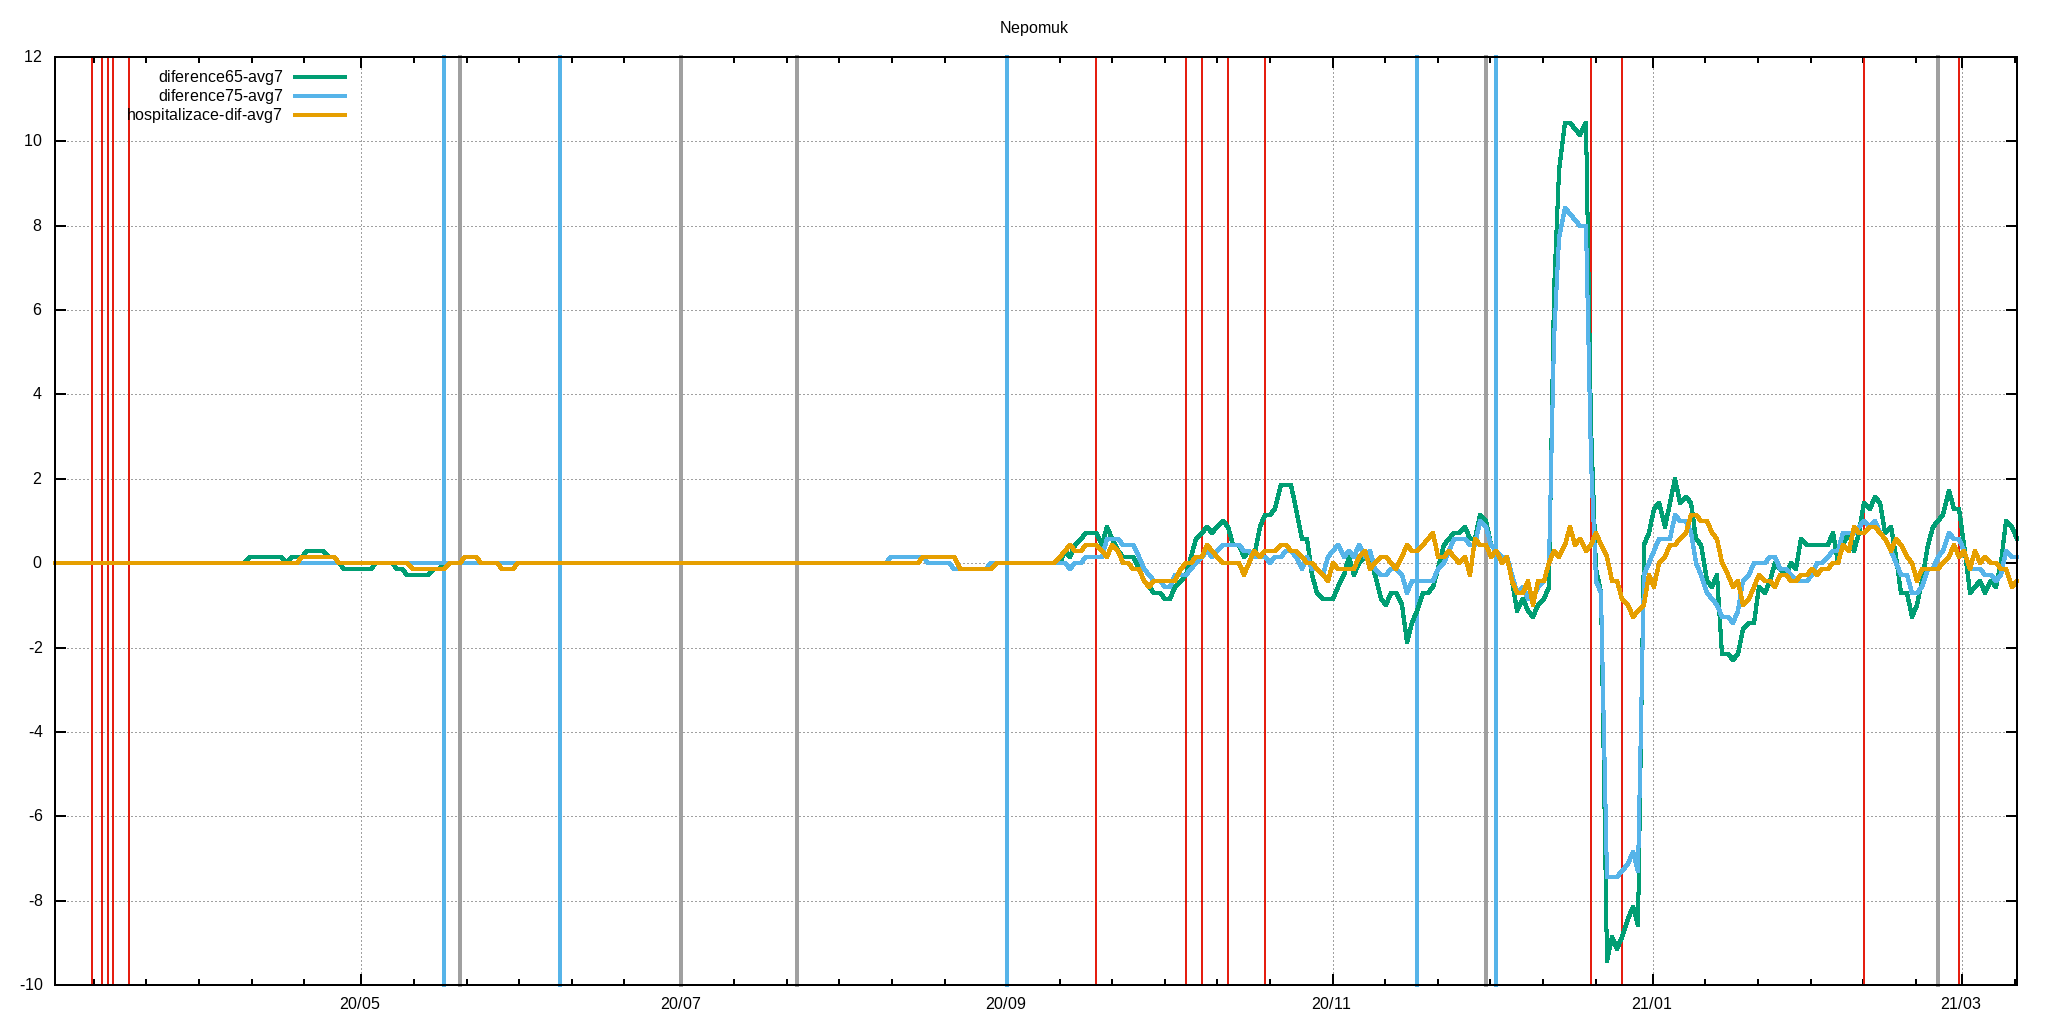 Nepomuk
12
10
8
6
4
2
0
-2
-4
-6
-8
-10
diference65-avg7
diference75-avg7
hospitalizace-dif-avg7
20/05 20/07 20/09 20/11 21/01 21/03